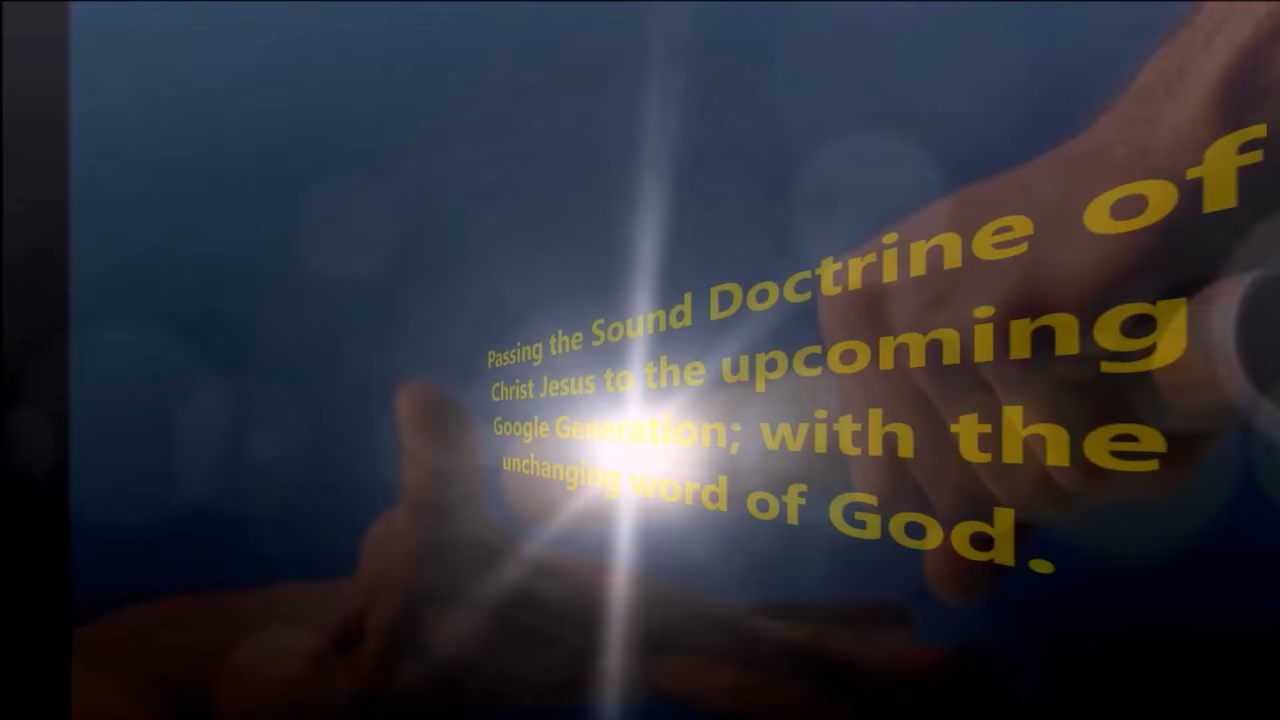 Passing the Sound Doctrine of
Christ Jesus to the upcoming
Google Generation; with the
unchanging word of God.